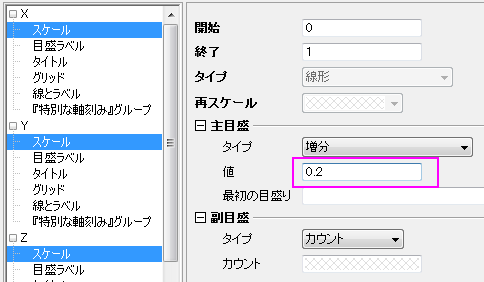 X
スケール
目盛ラベル
タイトル
グリッド
線とラベル
『特別な軸刻み』グループ
Y
スケール
目盛ラベル
タイトル
グリッド
線とラベル
『特別な軸刻み』グループ
Z
スケール
目盛ラベル
タイトル
開始 0
終了 1
タイプ 線形
再スケール
主目盛
タイプ 増分
値 0.2
最初の目盛り
副目盛
タイプ カウント
カウント